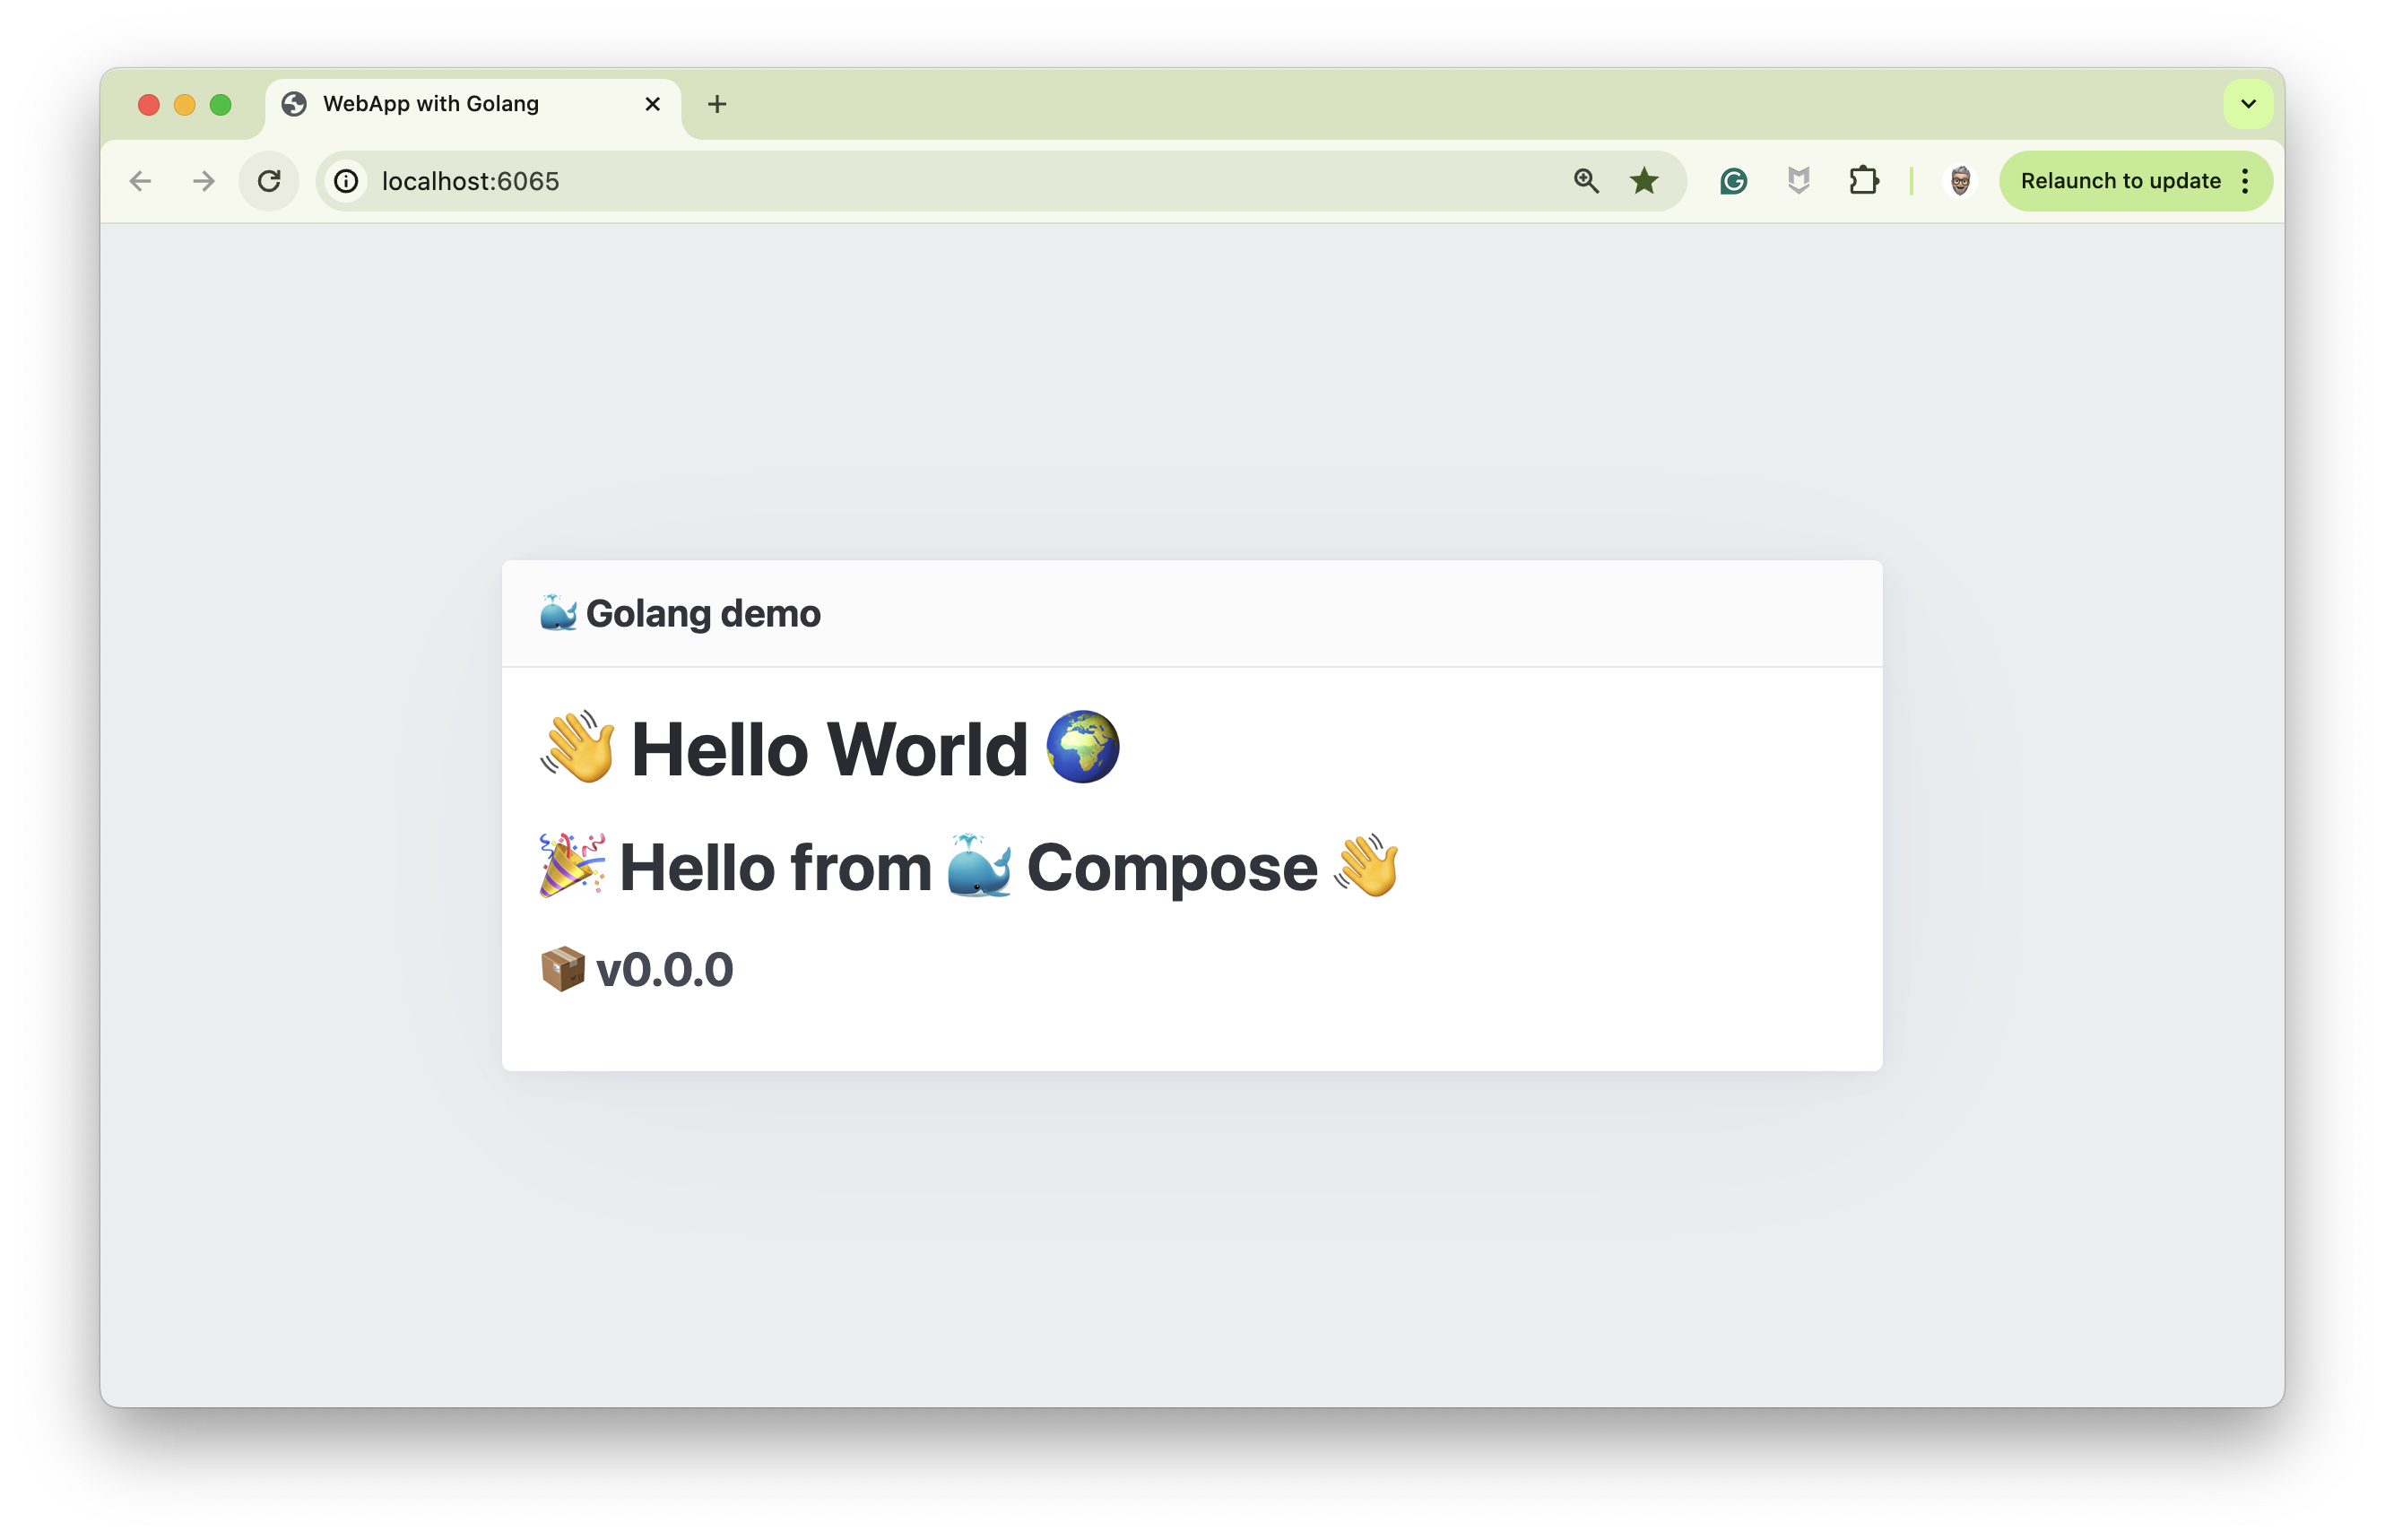 WebApp with Golang
localhost:6065
Relaunch to update
🐳 Golang demo
👋 Hello World 🌍
🎉 Hello from 🐳 Compose 👋
📦 v0.0.0